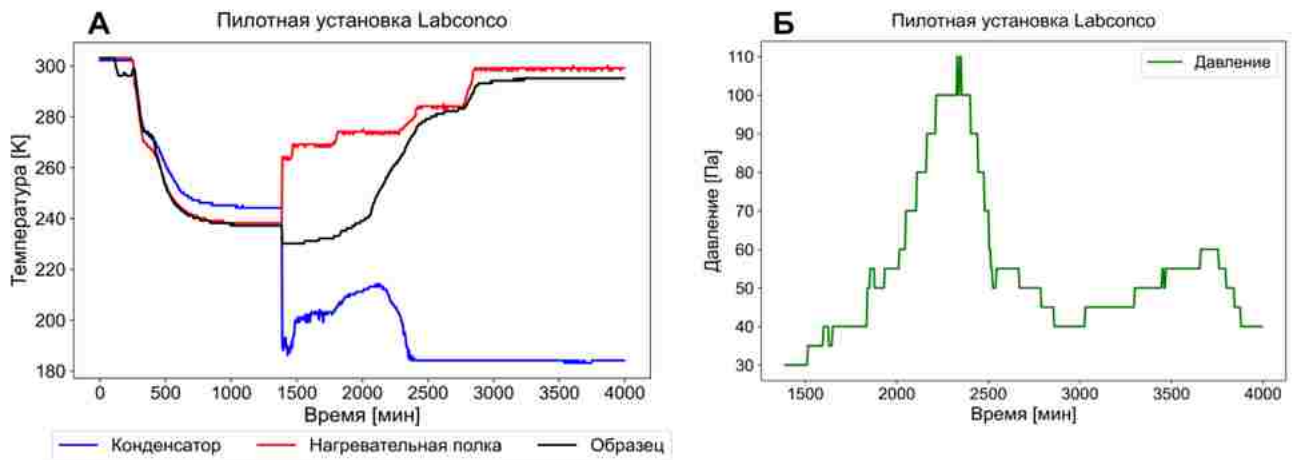 А
Пилотная установка Labconco
Температура [K]
300
280
260
240
220
200
180
0 500 1000 1500 2000 2500 3000 3500 4000
Время [мин]
Конденсатор Нагревательная полка Образец
Б
Пилотная установка Labconco
Давление
Давление [Па]
110
100
90
80
70
60
50
40
30
1500 2000 2500 3000 3500 4000
Время [мин]